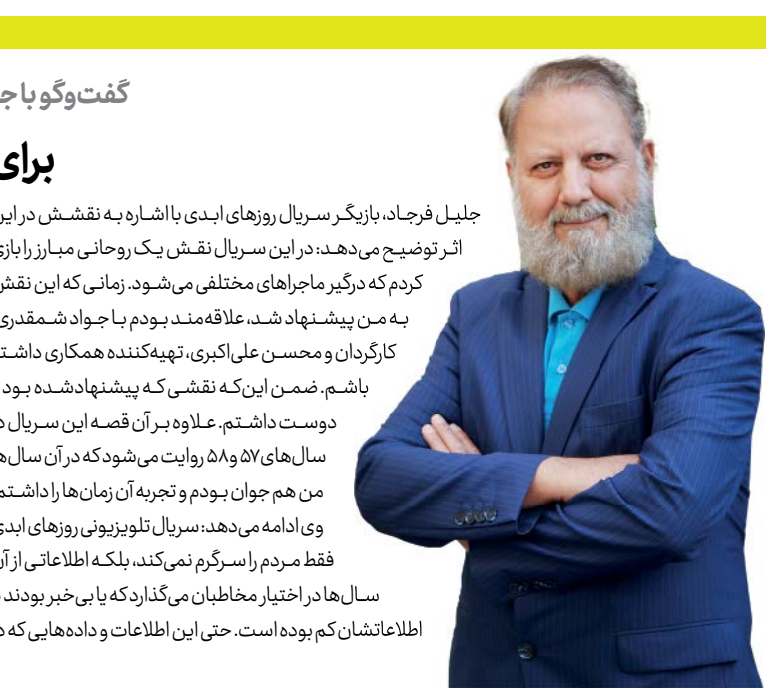 گفت‌وگو با
برای
جلیل فرجاد، بازیگر سریال روزهای ابدی با اشاره به نقشش در این
اثر توضیح می‌دهد: در این سریال نقش یک روحانی مبارز را بازی
کردم که درگیر ماجراهای مختلفی می‌شود. زمانی که این نقش
به من پیشنهاد شد، علاقه‌مند بودم با جواد شمقدری
کارگردان و محسن علی‌اکبری، تهیه‌کننده همکاری
باشم. ضمن این‌که نقشی که پیشنهادشده بود
دوست داشتم. علاوه بر آن قصه این سریال
سال‌های ۵۷ و ۵۸ روایت می‌شود که در آن
من هم جوان بودم و تجربه آن زمان‌ها را داشتم
وی ادامه می‌دهد: سریال تلویزیونی روزهای
فقط مردم را سرگرم نمی‌کند، بلکه اطلاعاتی از
سال‌ها در اختیار مخاطبان می‌گذارد که یا بی‌خبر بودند
اطلاعاتشان کم بوده است. حتی این اطلاعات و داده‌هایی که